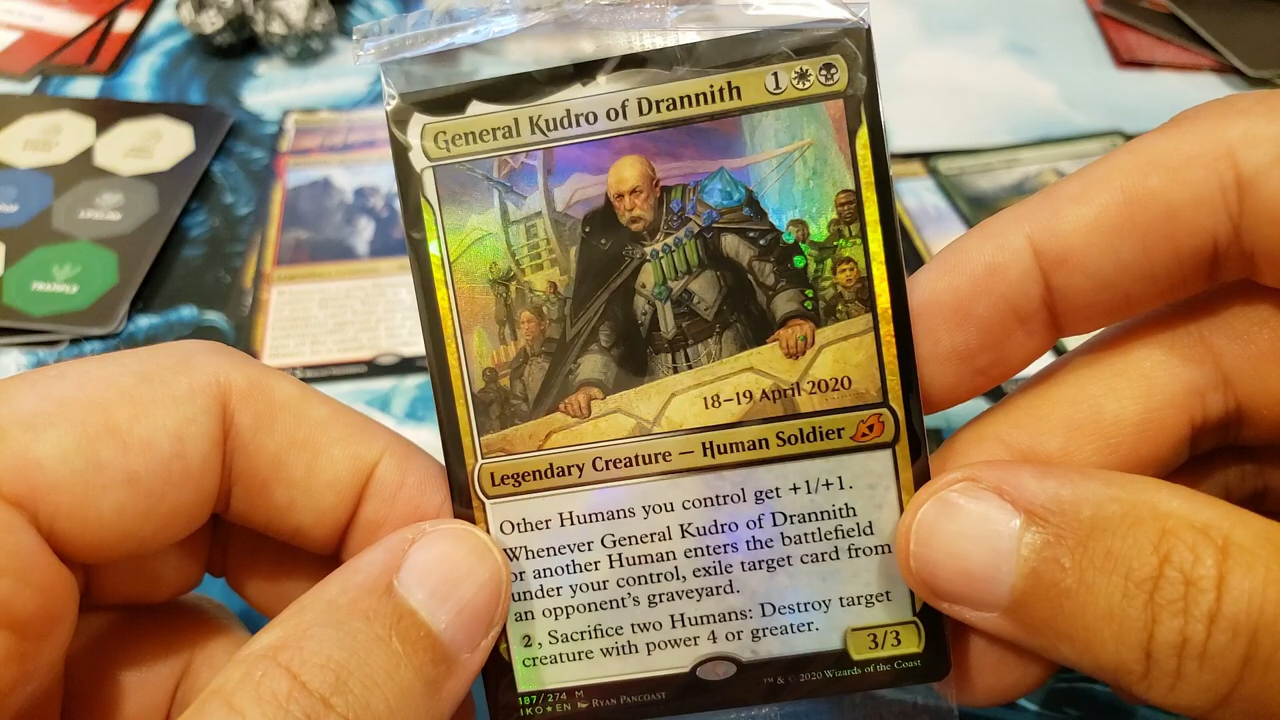 General Kudro of Drannith 1
18–19 April 2020
Legendary Creature — Human Soldier
Other Humans you control get +1/+1.
Whenever General Kudro of Drannith
or another Human enters the battlefield
under your control, exile target card from
an opponent's graveyard.
2, Sacrifice two Humans: Destroy target
creature with power 4 or greater.
3/3
187/274 M
IKO★EN RYAN PANCOAST
™ & © 2020 Wizards of the Coast
TRAMPLE